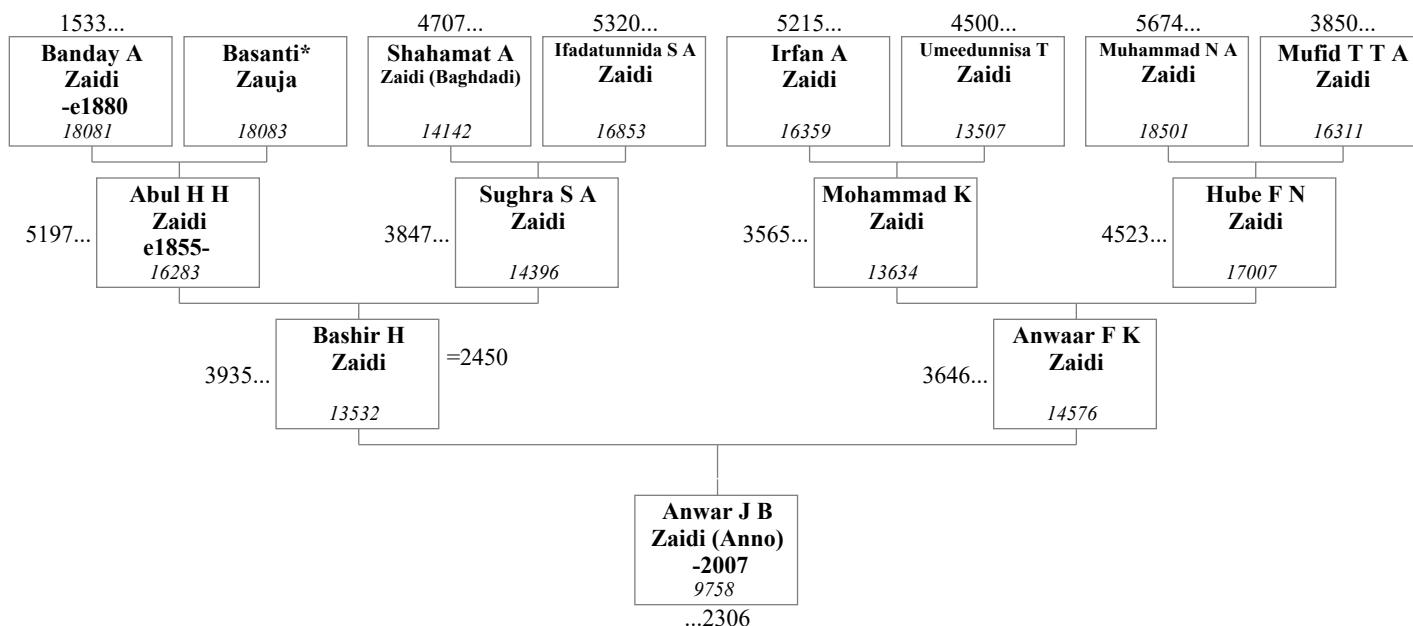 1533...
4707...
5320...
5215...
4500...
5674...
3850...
Banday A
Zaidi
-e1880
18081
Basanti*
Zauja
18083
Shahamat A
Zaidi (Baghdadi)
14142
Ifadatunnida S A
Zaidi
16853
Irfan A
Zaidi
16359
Umeedunnisa T
Zaidi
13507
Muhammad N A
Zaidi
18501
Mufid T T A
Zaidi
16311
5197...
Abul H H
Zaidi
e1855-
16283
3847...
Sughra S A
Zaidi
14396
3565...
Mohammad K
Zaidi
13634
4523...
Hube F N
Zaidi
17007
3935...
Bashir H
Zaidi
13532
=2450
3646...
Anwaar F K
Zaidi
14576
Anwar J B
Zaidi (Anno)
-2007
9758
...2306